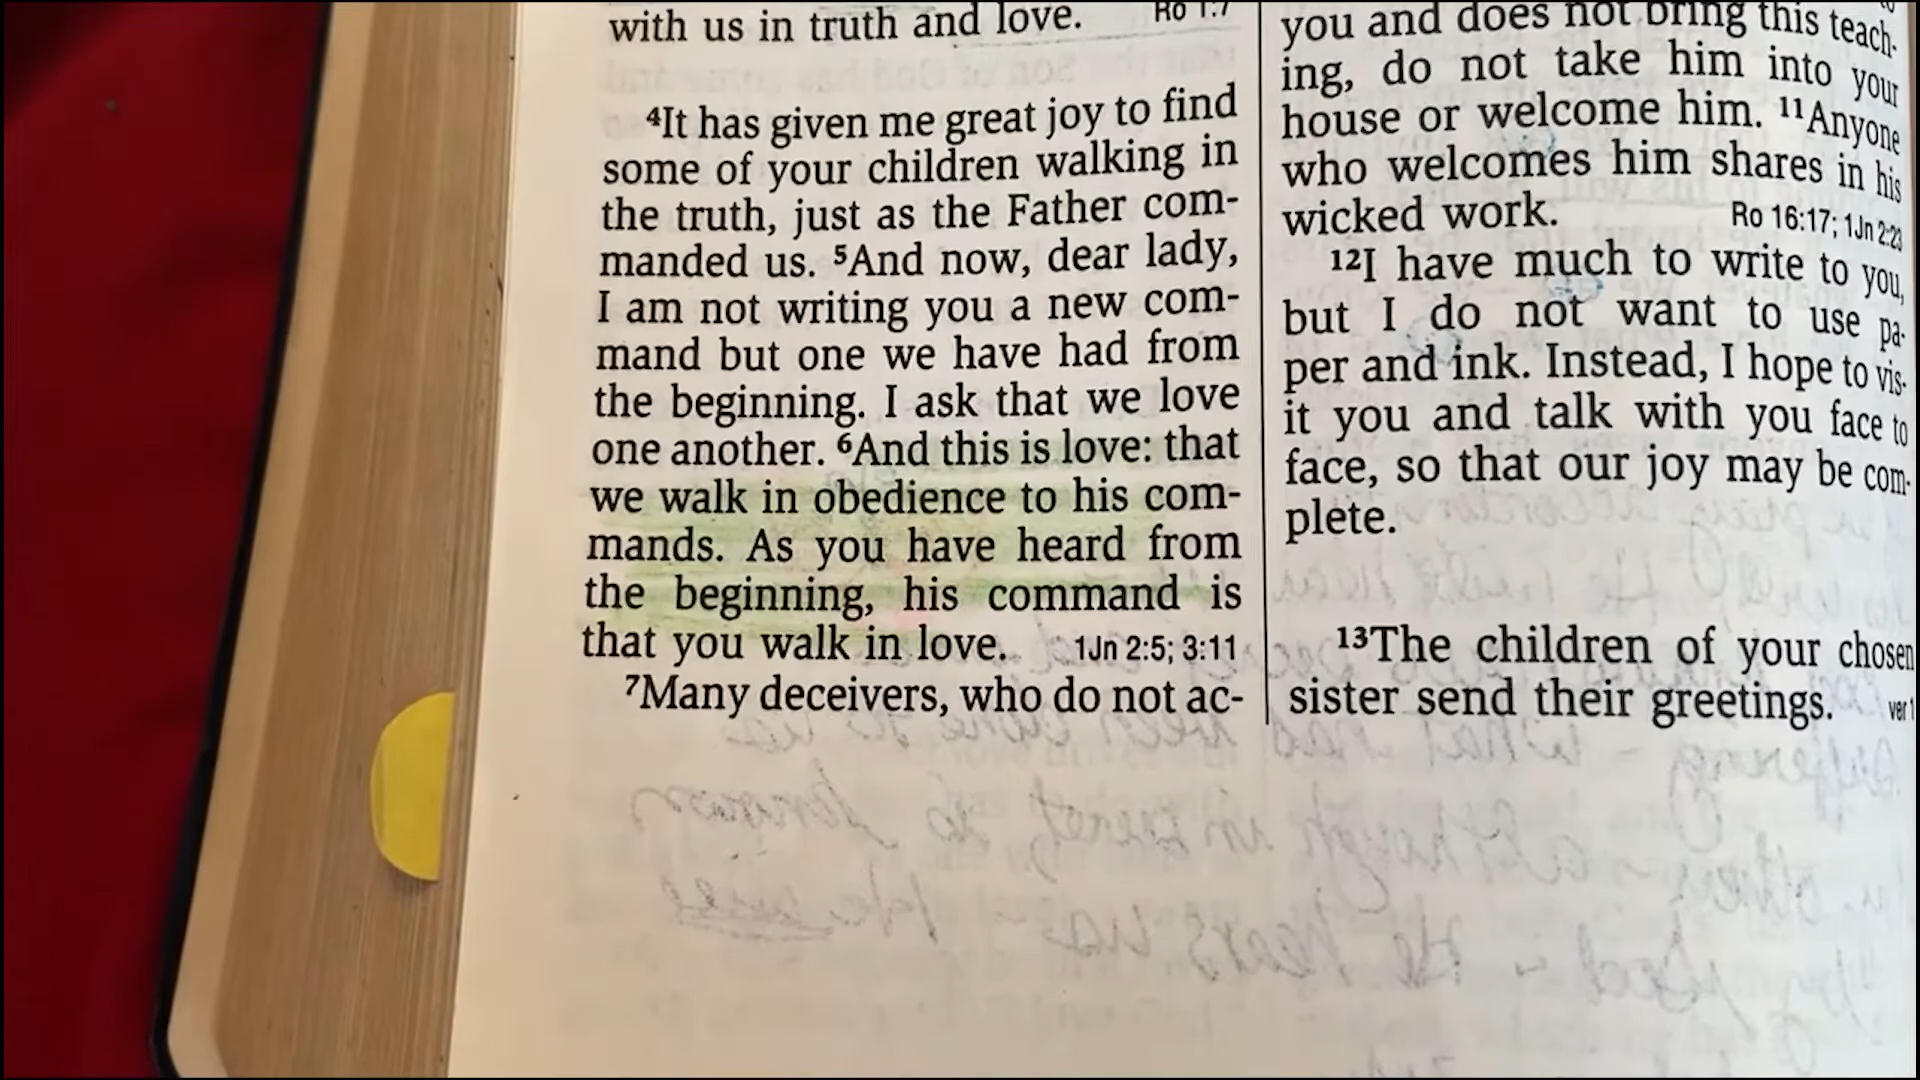 with us in truth and love. Ro 1:7
⁴It has given me great joy to find
some of your children walking in
the truth, just as the Father com-
manded us. ⁵And now, dear lady,
I am not writing you a new com-
mand but one we have had from
the beginning. I ask that we love
one another. ⁶And this is love: that
we walk in obedience to his com-
mands. As you have heard from
the beginning, his command is
that you walk in love. 1Jn 2:5; 3:11
⁷Many deceivers, who do not ac-
you and does not bring this teach-
ing, do not take him into your
house or welcome him. ¹¹Anyone
who welcomes him shares in his
wicked work. Ro 16:17; 1Jn 2:23
¹²I have much to write to you,
but I do not want to use pa-
per and ink. Instead, I hope to vis-
it you and talk with you face to
face, so that our joy may be com-
plete.
¹³The children of your chosen
sister send their greetings. ver 1